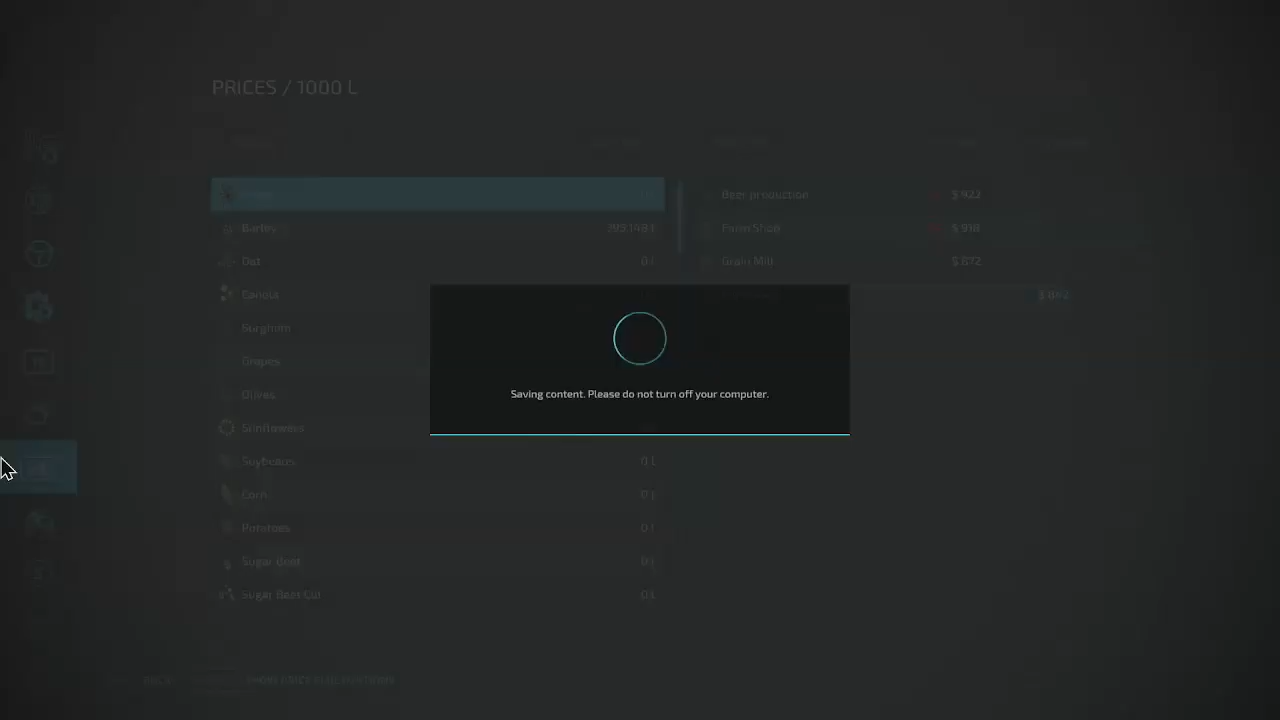 PRICES / 1000 L
Beer production $ 922
Barley
Farm Shop $ 916
Oat 0 l
Grain Mill $ 872
Canola
Sorghum
Grapes
Olives
Saving content. Please do not turn off your computer.
Sunflowers
Soybeans 0 l
Corn 0 l
Potatoes 0 l
Sugar Beet 0 l
Sugar Beet Cut 0 l